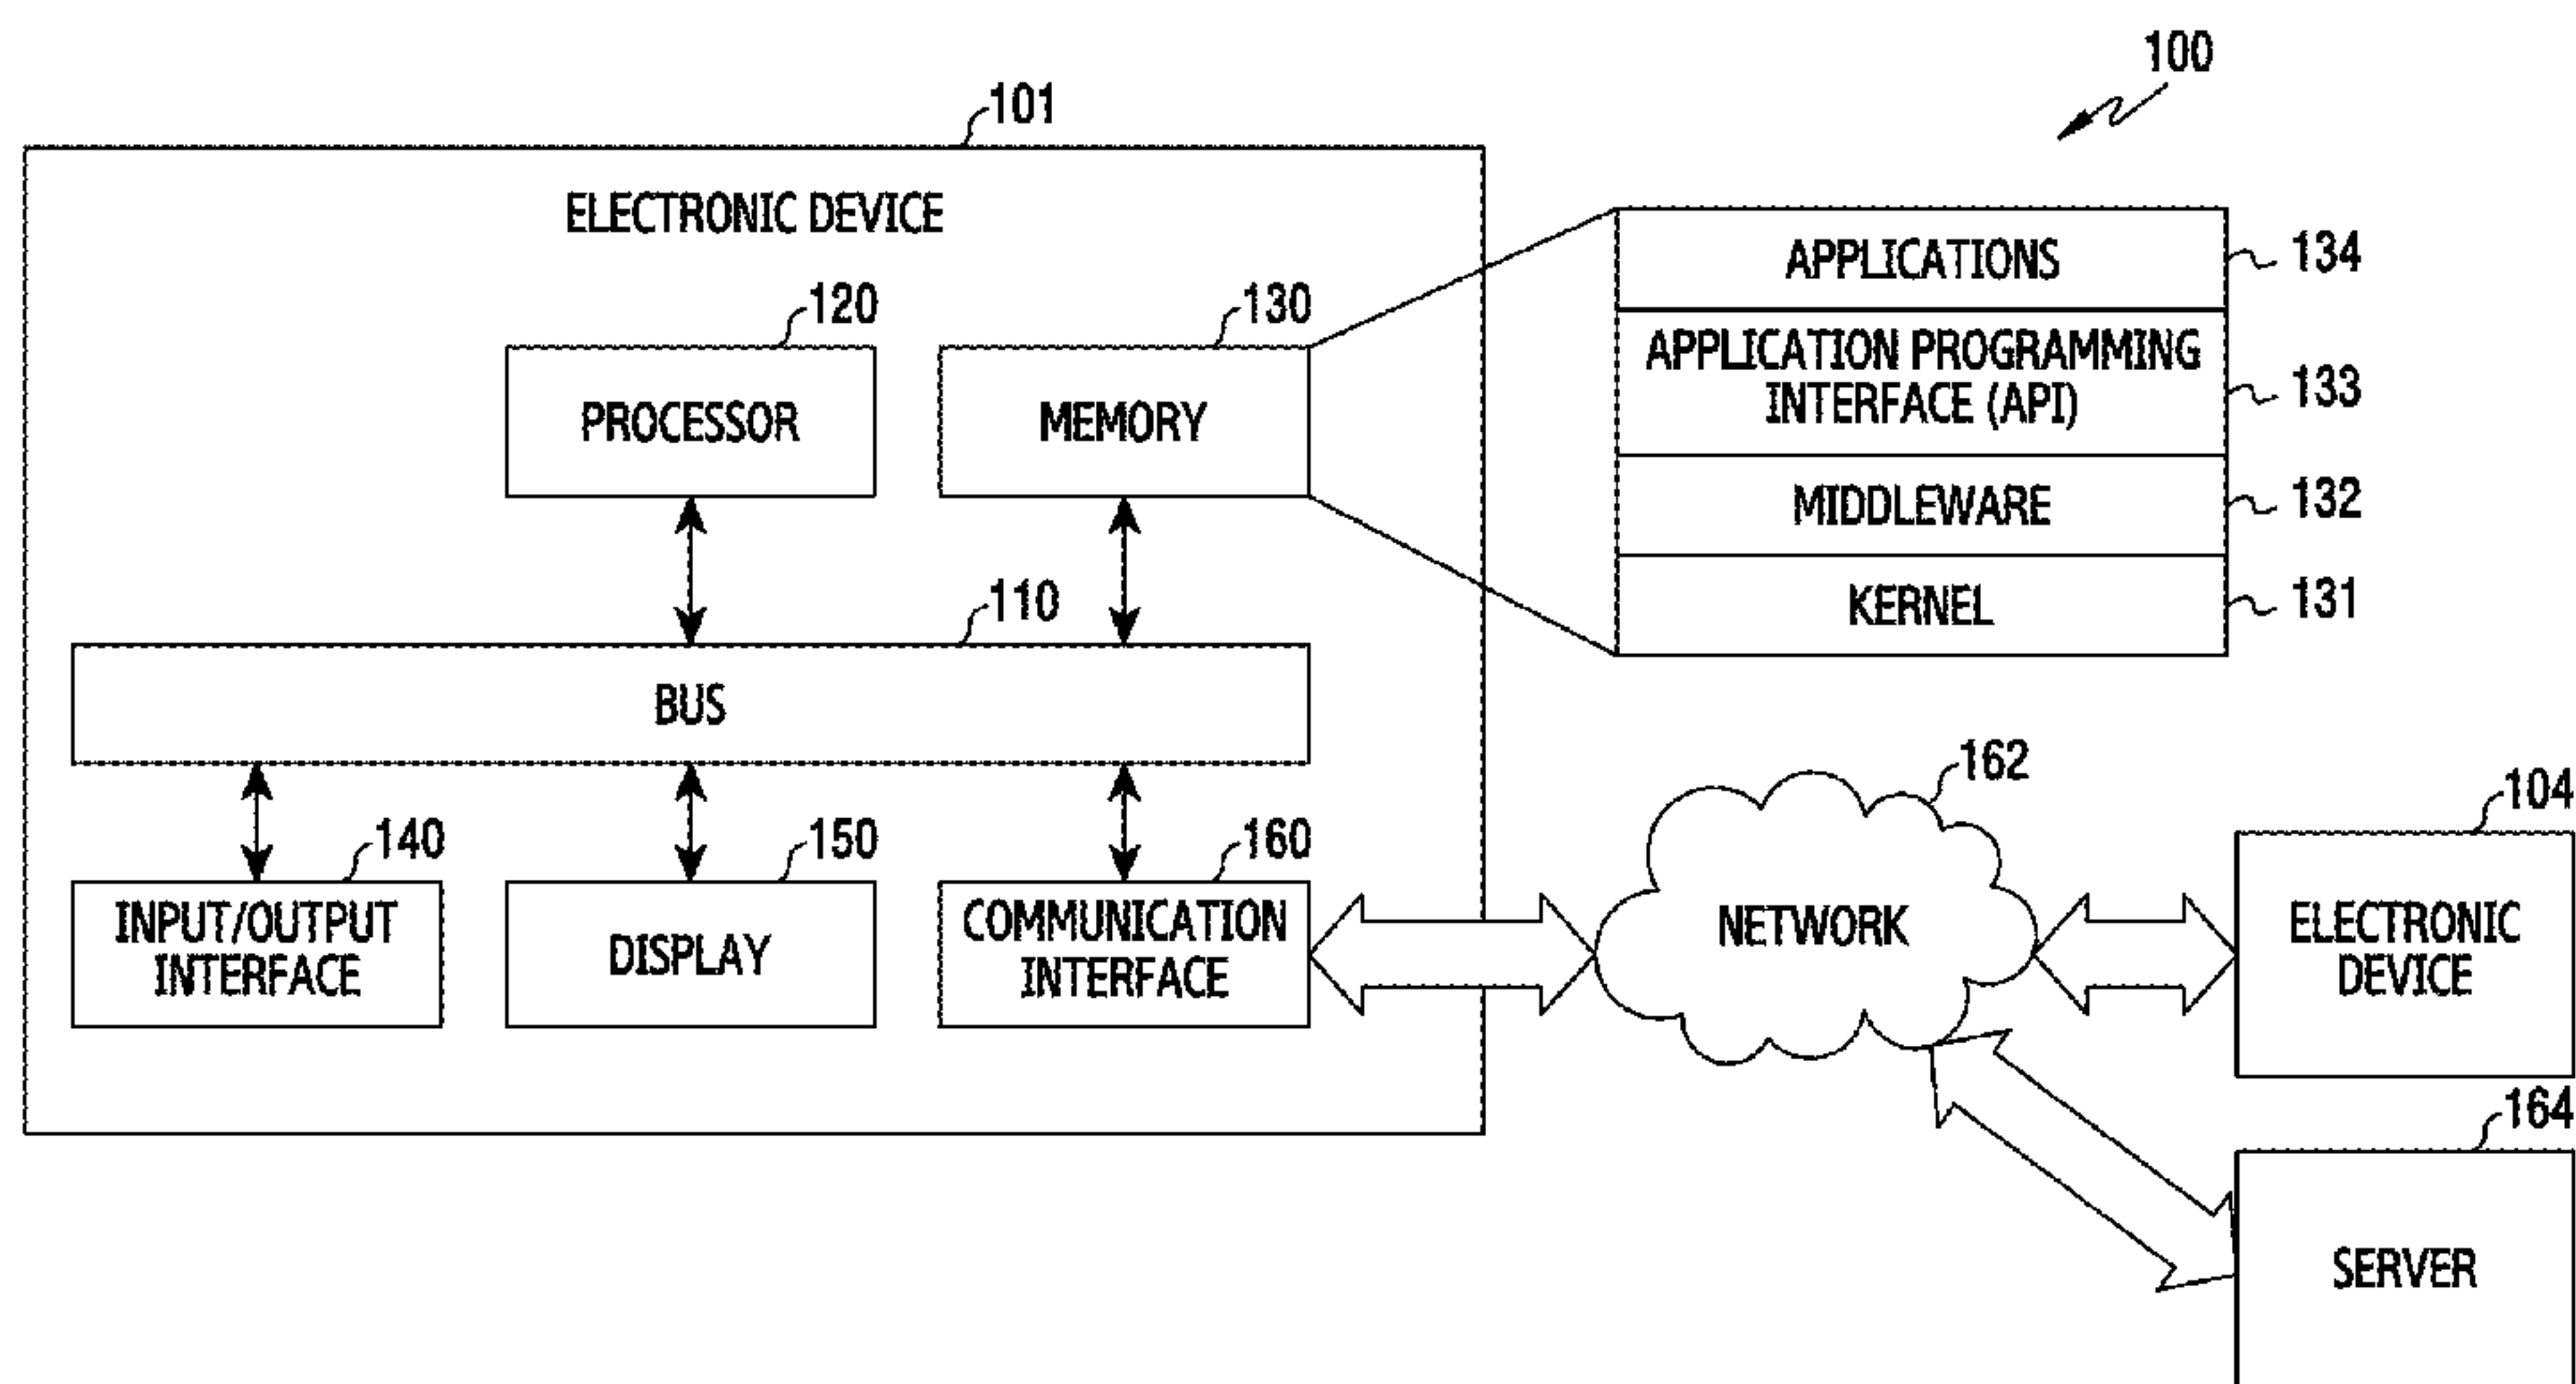 100
101
ELECTRONIC DEVICE
120
130
PROCESSOR
MEMORY
APPLICATIONS
134
APPLICATION PROGRAMMING
INTERFACE (API)
133
MIDDLEWARE
132
KERNEL
131
110
BUS
140
150
160
INPUT/OUTPUT
INTERFACE
DISPLAY
COMMUNICATION
INTERFACE
162
NETWORK
104
ELECTRONIC
DEVICE
164
SERVER